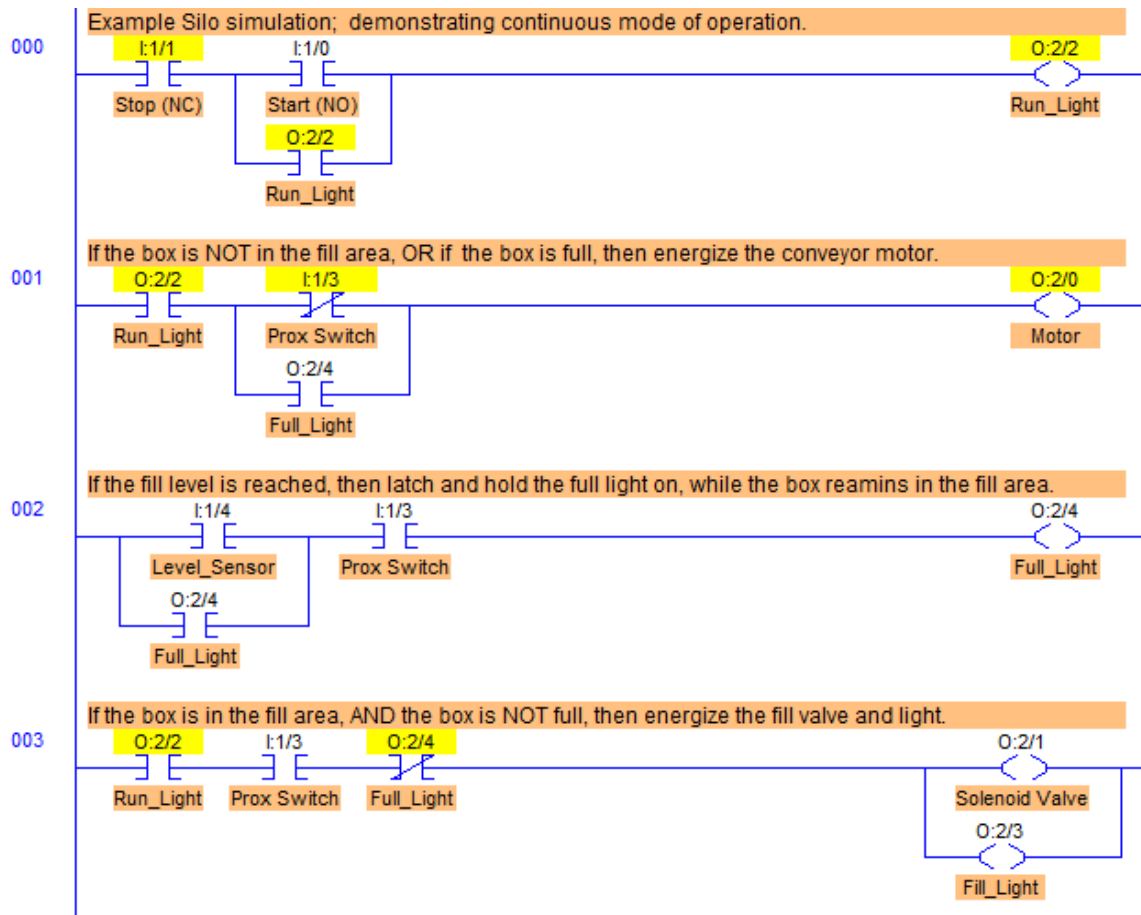 Example Silo simulation;  demonstrating continuous mode of operation.
000
I:1/1 I:1/0 O:2/2
Stop (NC) Start (NO) Run_Light
O:2/2
Run_Light
If the box is NOT in the fill area, OR if  the box is full, then energize the conveyor motor.
001
O:2/2 I:1/3 O:2/0
Run_Light Prox Switch Motor
O:2/4
Full_Light
If the fill level is reached, then latch and hold the full light on, while the box reamins in the fill area.
002
I:1/4 I:1/3 O:2/4
Level_Sensor Prox Switch Full_Light
O:2/4
Full_Light
If the box is in the fill area, AND the box is NOT full, then energize the fill valve and light.
003
O:2/2 I:1/3 O:2/4 O:2/1
Run_Light Prox Switch Full_Light Solenoid Valve
O:2/3
Fill_Light